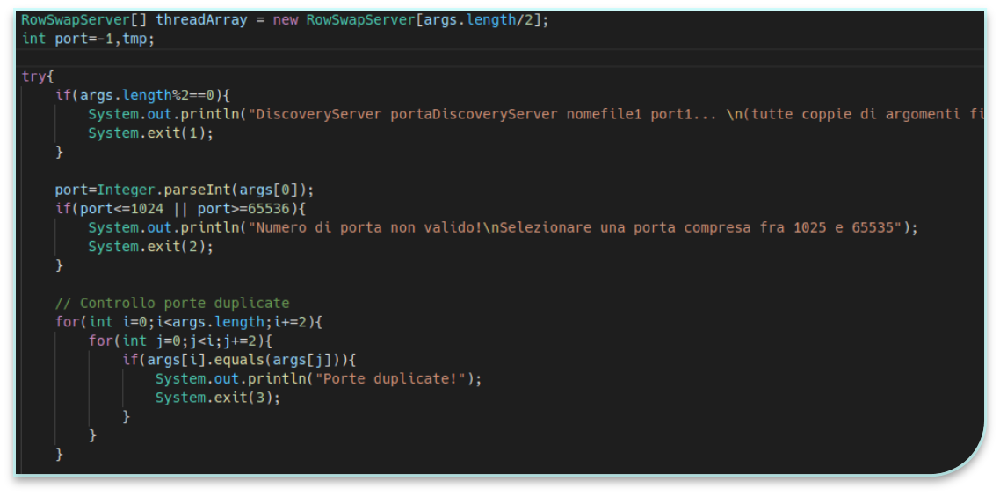 RowSwapServer[] threadArray = new RowSwapServer[args.length/2];
int port=-1,tmp;
try{
if(args.length%2==0){
System.out.println("DiscoveryServer portaDiscoveryServer nomefile1 port1... \n(tutte coppie di argomenti fi
System.exit(1);
}
port=Integer.parseInt(args[0]);
if(port<=1024 || port>=65536){
System.out.println("Numero di porta non valido!\nSelezionare una porta compresa fra 1025 e 65535");
System.exit(2);
}
// Controllo porte duplicate
for(int i=0;i<args.length;i+=2){
for(int j=0;j<i;j+=2){
if(args[i].equals(args[j])){
System.out.println("Porte duplicate!");
System.exit(3);
}
}
}